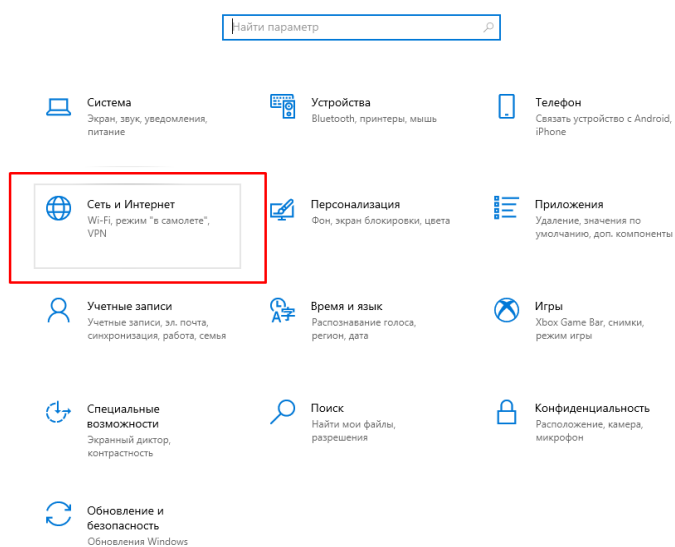 Найти параметр
Система
Экран, звук, уведомления,
питание
Устройства
Bluetooth, принтеры, мышь
Телефон
Связать устройство с Android,
iPhone
Сеть и Интернет
Wi-Fi, режим "в самолете",
VPN
Персонализация
Фон, экран блокировки, цвета
Приложения
Удаление, значения по
умолчанию, доп. компоненты
Учетные записи
Учетные записи, эл. почта,
синхронизация, работа, семья
Время и язык
Распознавание голоса,
регион, дата
Игры
Xbox Game Bar, снимки,
режим игры
Специальные
возможности
Экранный диктор,
контрастность
Поиск
Найти мои файлы,
разрешения
Конфиденциальность
Расположение, камера,
микрофон
Обновление и
безопасность
Обновления Windows